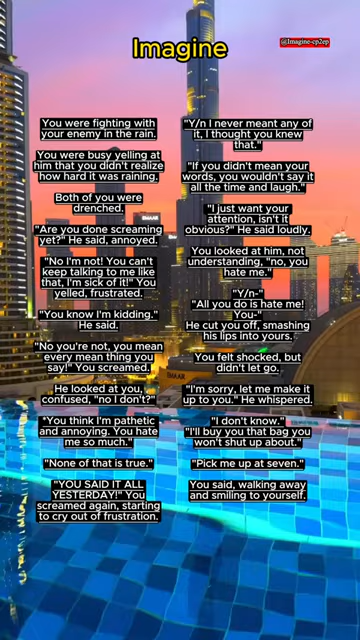 Imagine
@Imagine-cp2ep
You were fighting with
your enemy in the rain.
You were busy yelling at
him that you didn't realize
how hard it was raining.
Both of you were
drenched.
"Are you done screaming
yet?" He said, annoyed.
"No I'm not! You can't
keep talking to me like
that, I'm sick of it!" You
yelled, frustrated.
"You know I'm kidding."
He said.
"No you're not, you mean
every mean thing you
say!" You screamed.
He looked at you,
confused, "no I don't?"
"You think I'm pathetic
and annoying. You hate
me so much."
"None of that is true."
"YOU SAID IT ALL
YESTERDAY!" You
screamed again, starting
to cry out of frustration.
"Y/n I never meant any of
it, I thought you knew
that."
"If you didn't mean your
words, you wouldn't say it
all the time and laugh."
"I just want your
attention, isn't it
obvious?" He said loudly.
You looked at him, not
understanding, "no, you
hate me."
"Y/n-"
"All you do is hate me!
You-"
He cut you off, smashing
his lips into yours.
You felt shocked, but
didn't let go.
"I'm sorry, let me make it
up to you." He whispered.
"I don't know."
"I'll buy you that bag you
won't shut up about."
"Pick me up at seven."
You said, walking away
and smiling to yourself.
EMAAR
EMAAR